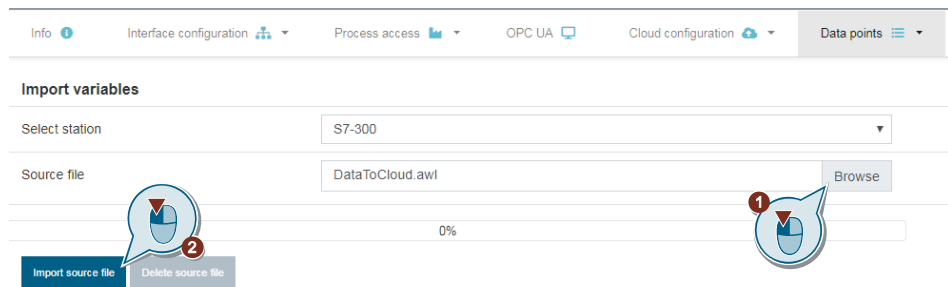 Info Interface configuration Process access OPC UA Cloud configuration Data points
Import variables
Select station S7-300
Source file DataToCloud.awl Browse
1
0%
2
Import source file Delete source file